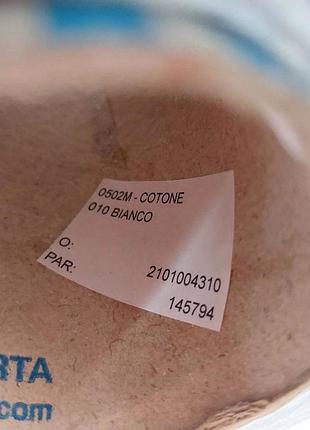 0502M - COTONE
010 BIANCO
O: 2101004310
PAR: 145794
RTA
.com